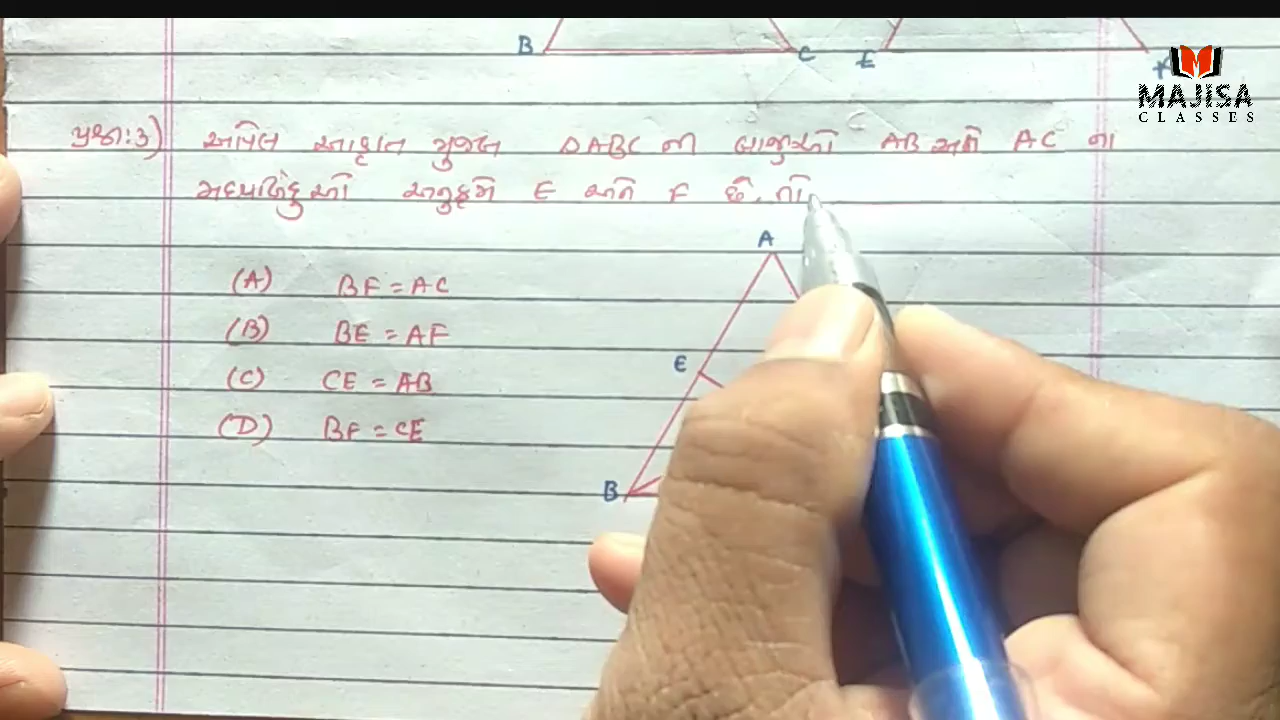 B C E
MAJISA
CLASSES
પ્રશ્ન:૩) આપેલ આકૃતિ મુજબ ΔABC ની બાજુઓ AB અને AC ના
મધ્યબિંદુઓ અનુક્રમે E અને F છે. તો
A
(A) BF = AC
(B) BE = AF
E
(C) CE = AB
(D) BF = CE
B